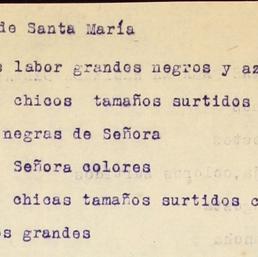 de Santa María
labor grandes negros y az
chicos tamaños surtidos
negras de Señora
Señora colores
chicas tamaños surtidos c
os grandes